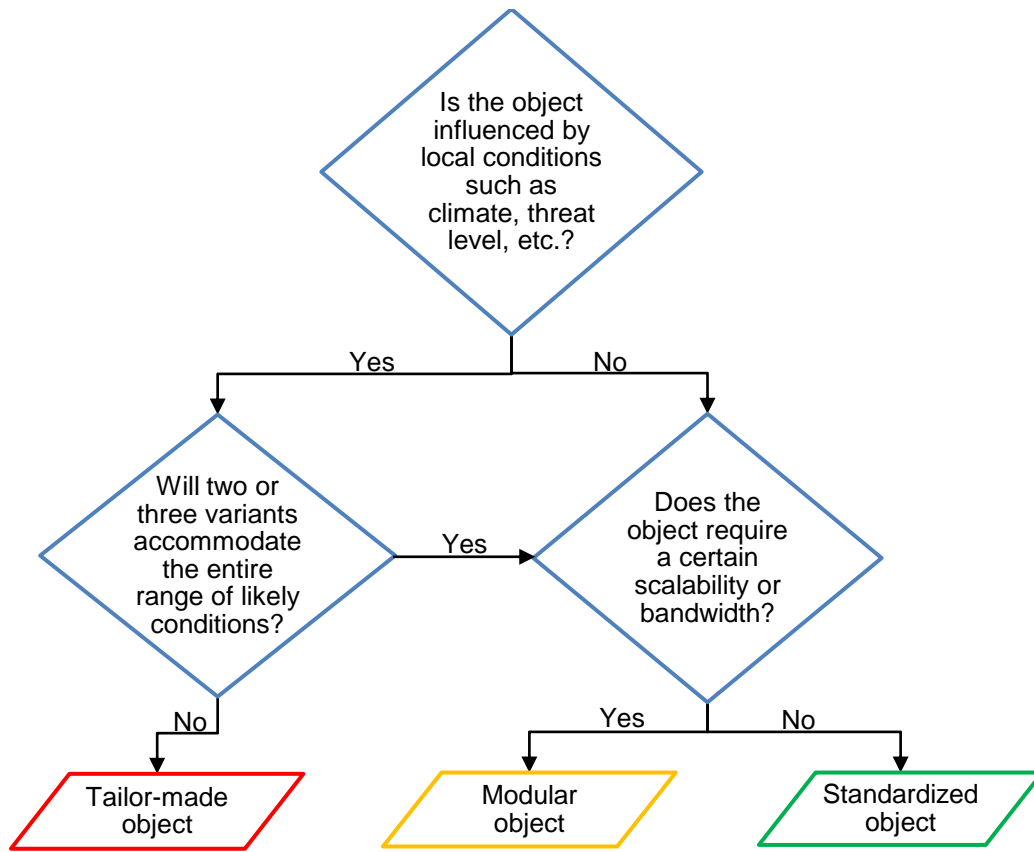 Is the object
influenced by
local conditions
such as
climate, threat
level, etc.?
Yes
No
Will two or
three variants
accommodate
the entire
range of likely
conditions?
Yes
Does the
object require
a certain
scalability or
bandwidth?
No
Yes
No
Tailor-made
object
Modular
object
Standardized
object